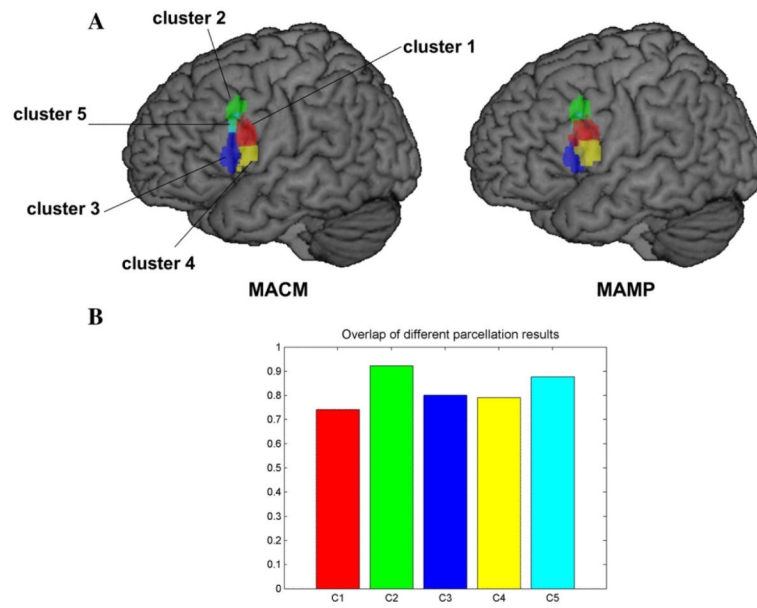 A
cluster 2
cluster 1
cluster 5
cluster 3
cluster 4
MACM
MAMP
B
Overlap of different parcellation results
1
0.9
0.8
0.7
0.6
0.5
0.4
0.3
0.2
0.1
0
C1 C2 C3 C4 C5